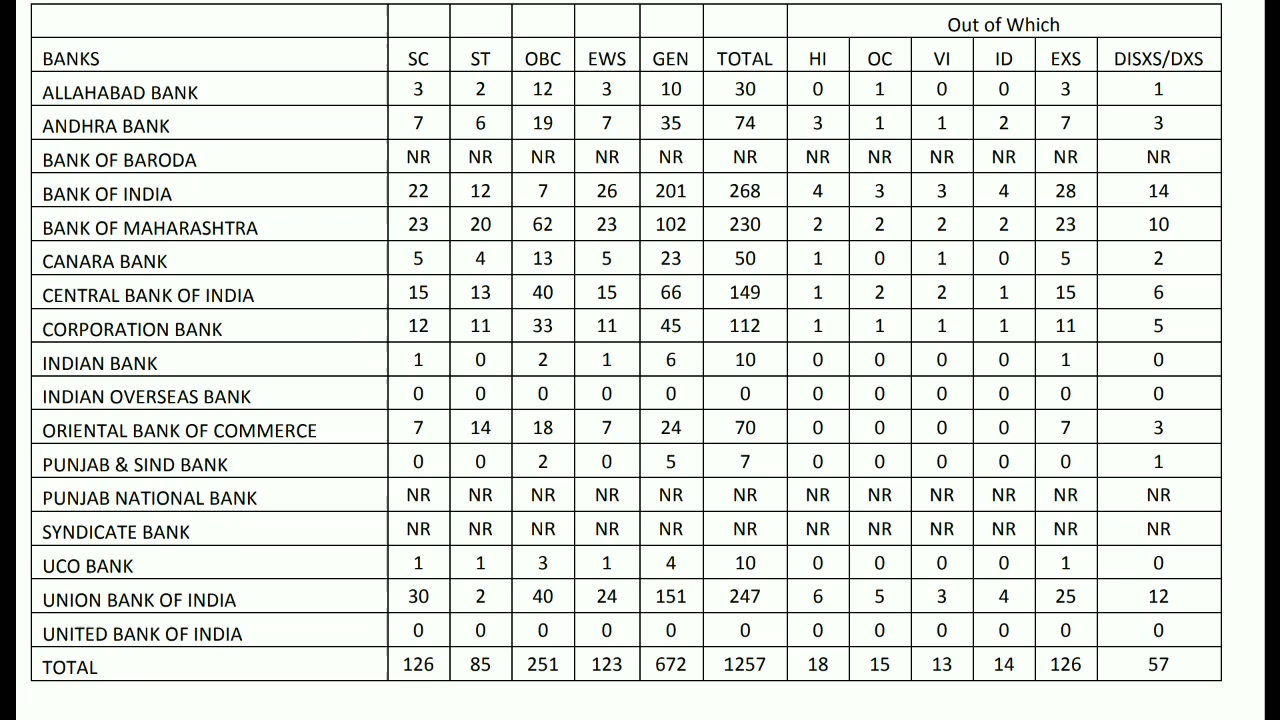 Out of Which
BANKS SC ST OBC EWS GEN TOTAL HI OC VI ID EXS DISXS/DXS
ALLAHABAD BANK 3 2 12 3 10 30 0 1 0 0 3 1
ANDHRA BANK 7 6 19 7 35 74 3 1 1 2 7 3
BANK OF BARODA NR NR NR NR NR NR NR NR NR NR NR NR
BANK OF INDIA 22 12 7 26 201 268 4 3 3 4 28 14
BANK OF MAHARASHTRA 23 20 62 23 102 230 2 2 2 2 23 10
CANARA BANK 5 4 13 5 23 50 1 0 1 0 5 2
CENTRAL BANK OF INDIA 15 13 40 15 66 149 1 2 2 1 15 6
CORPORATION BANK 12 11 33 11 45 112 1 1 1 1 11 5
INDIAN BANK 1 0 2 1 6 10 0 0 0 0 1 0
INDIAN OVERSEAS BANK 0 0 0 0 0 0 0 0 0 0 0 0
ORIENTAL BANK OF COMMERCE 7 14 18 7 24 70 0 0 0 0 7 3
PUNJAB & SIND BANK 0 0 2 0 5 7 0 0 0 0 0 1
PUNJAB NATIONAL BANK NR NR NR NR NR NR NR NR NR NR NR NR
SYNDICATE BANK NR NR NR NR NR NR NR NR NR NR NR NR
UCO BANK 1 1 3 1 4 10 0 0 0 0 1 0
UNION BANK OF INDIA 30 2 40 24 151 247 6 5 3 4 25 12
UNITED BANK OF INDIA 0 0 0 0 0 0 0 0 0 0 0 0
TOTAL 126 85 251 123 672 1257 18 15 13 14 126 57